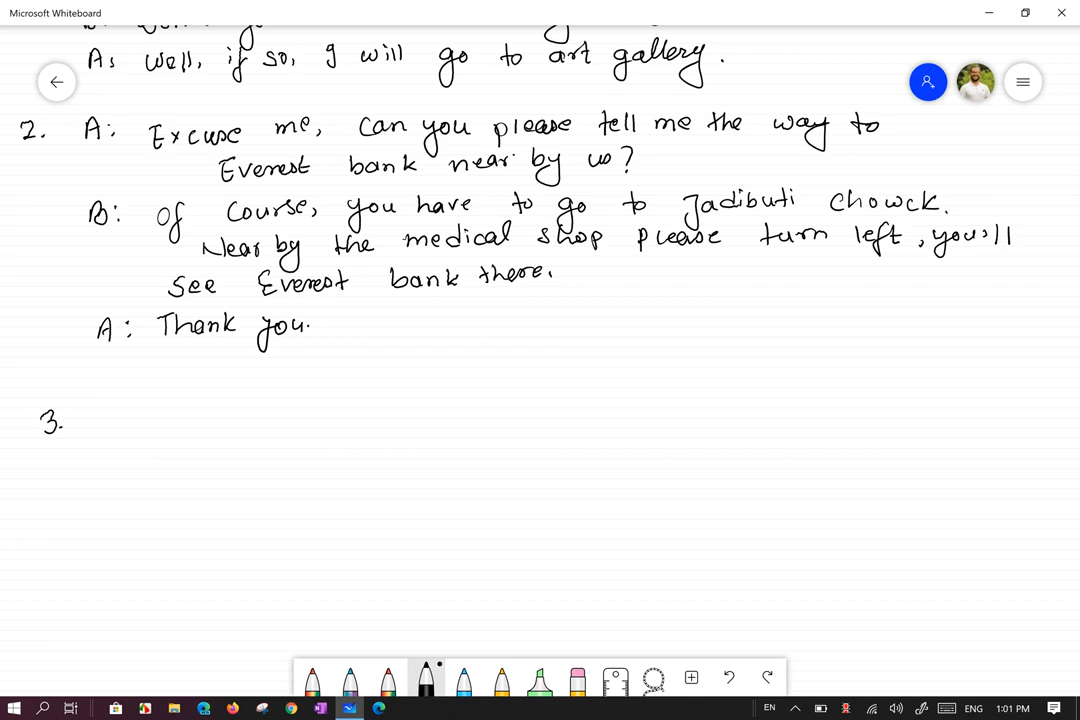 Microsoft Whiteboard
A: Well, if so, I will go to art gallery.
2. A: Excuse me, can you please tell me the way to
Everest bank near by us?
B: Of course, you have to go to Jadibuti chowck.
Near by the medical shop please turn left, you'll
see Everest bank there.
A: Thank you.
3.
EN
ENG
1:01 PM